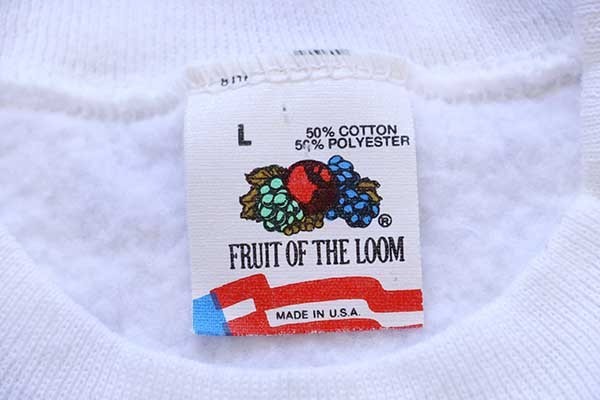 L
50% COTTON
50% POLYESTER
®
FRUIT OF THE LOOM
MADE IN U.S.A.